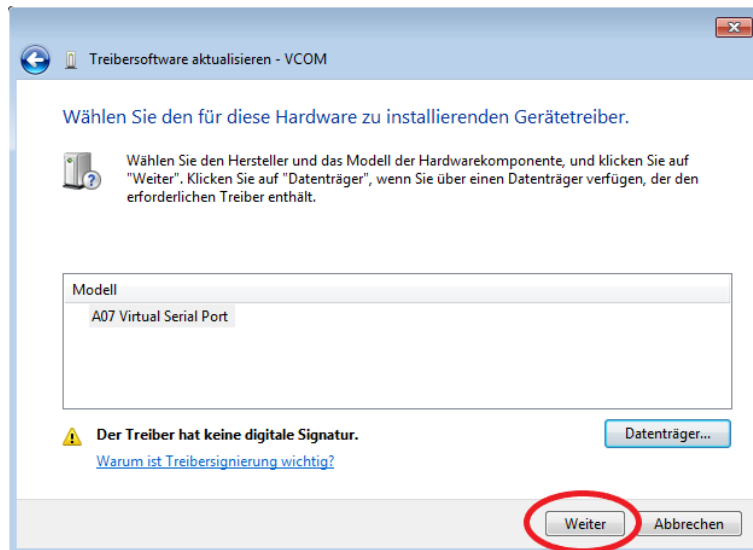 Treibersoftware aktualisieren - VCOM
Wählen Sie den für diese Hardware zu installierenden Gerätetreiber.
Wählen Sie den Hersteller und das Modell der Hardwarekomponente, und klicken Sie auf
"Weiter". Klicken Sie auf "Datenträger", wenn Sie über einen Datenträger verfügen, der den
erforderlichen Treiber enthält.
Modell
A07 Virtual Serial Port
Der Treiber hat keine digitale Signatur.
Datenträger...
Warum ist Treibersignierung wichtig?
Weiter
Abbrechen